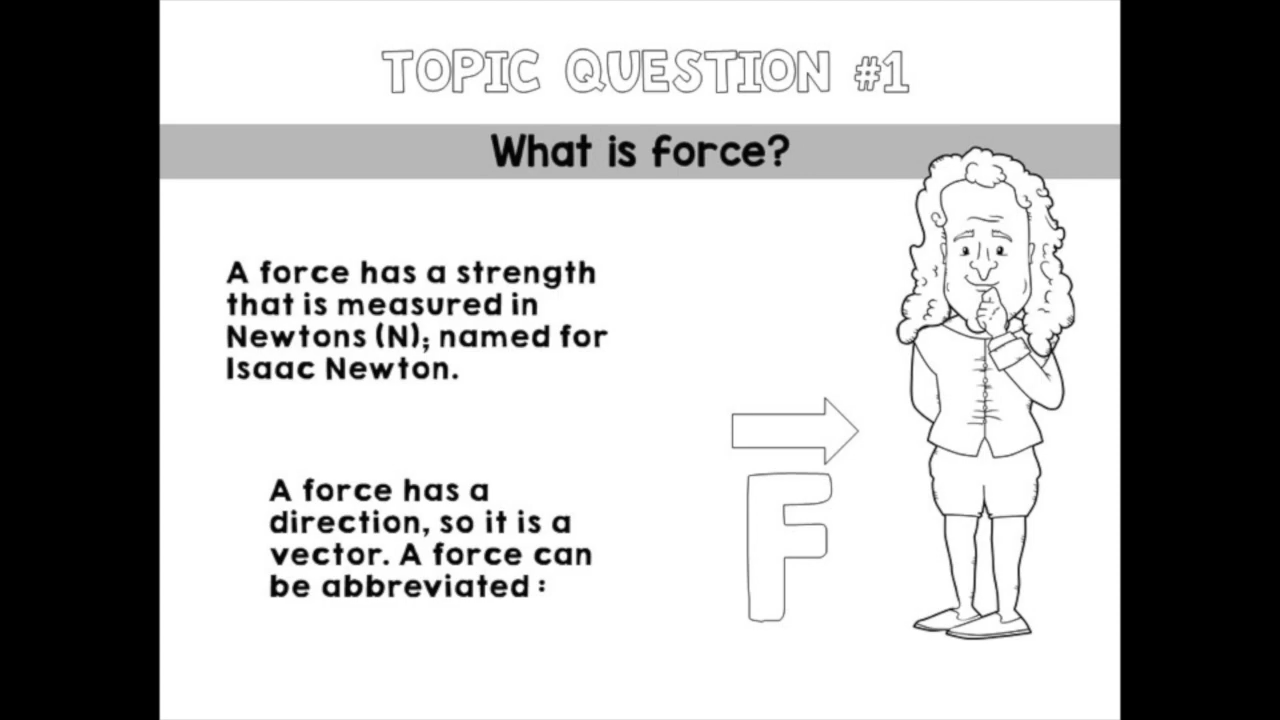 TOPIC QUESTION #1
What is force?
A force has a strength
that is measured in
Newtons (N); named for
Isaac Newton.
A force has a
direction, so it is a
vector. A force can
be abbreviated :
F